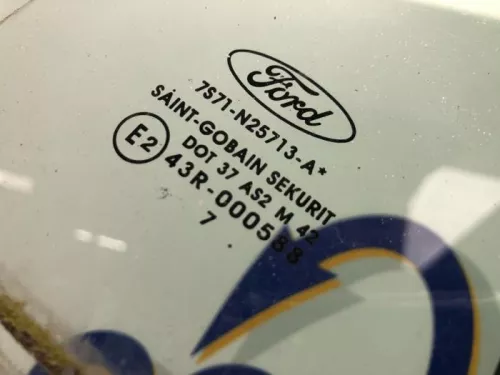 Ford
7S71-N25713-A*
SAINT-GOBAIN SEKURIT
DOT 37 AS2 M 42
E2 43R-000588
7